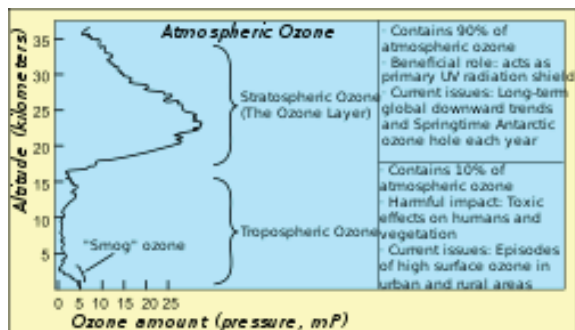 Atmospheric Ozone
Altitude (kilometers)
35
30
25
20
15
10
5
Stratospheric Ozone
(The Ozone Layer)
Tropospheric Ozone
"Smog" ozone
0 5 10 15 20 25
Ozone amount (pressure, mP)
· Contains 90% of
atmospheric ozone
· Beneficial role: acts as
primary UV radiation shield
· Current issues: Long-term
global downward trends
and Springtime Antarctic
ozone hole each year
· Contains 10% of
atmospheric ozone
· Harmful impact: Toxic
effects on humans and
vegetation
· Current issues: Episodes
of high surface ozone in
urban and rural areas